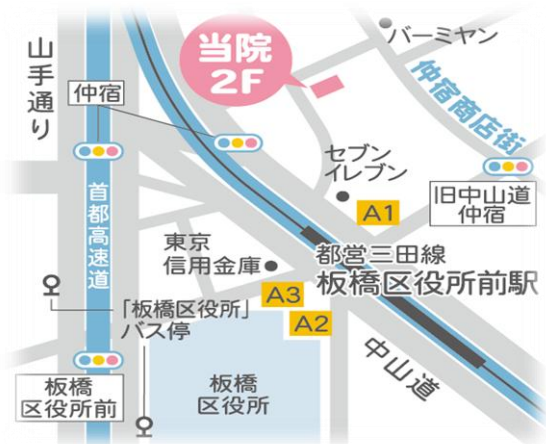 山手通り
仲宿
当院
2F
バーミヤン
仲宿商店街
セブン
イレブン
A1
旧中山道
仲宿
首都高速道
東京
信用金庫
都営三田線
板橋区役所前駅
A3
A2
「板橋区役所」
バス停
中山道
板橋
区役所前
板橋
区役所